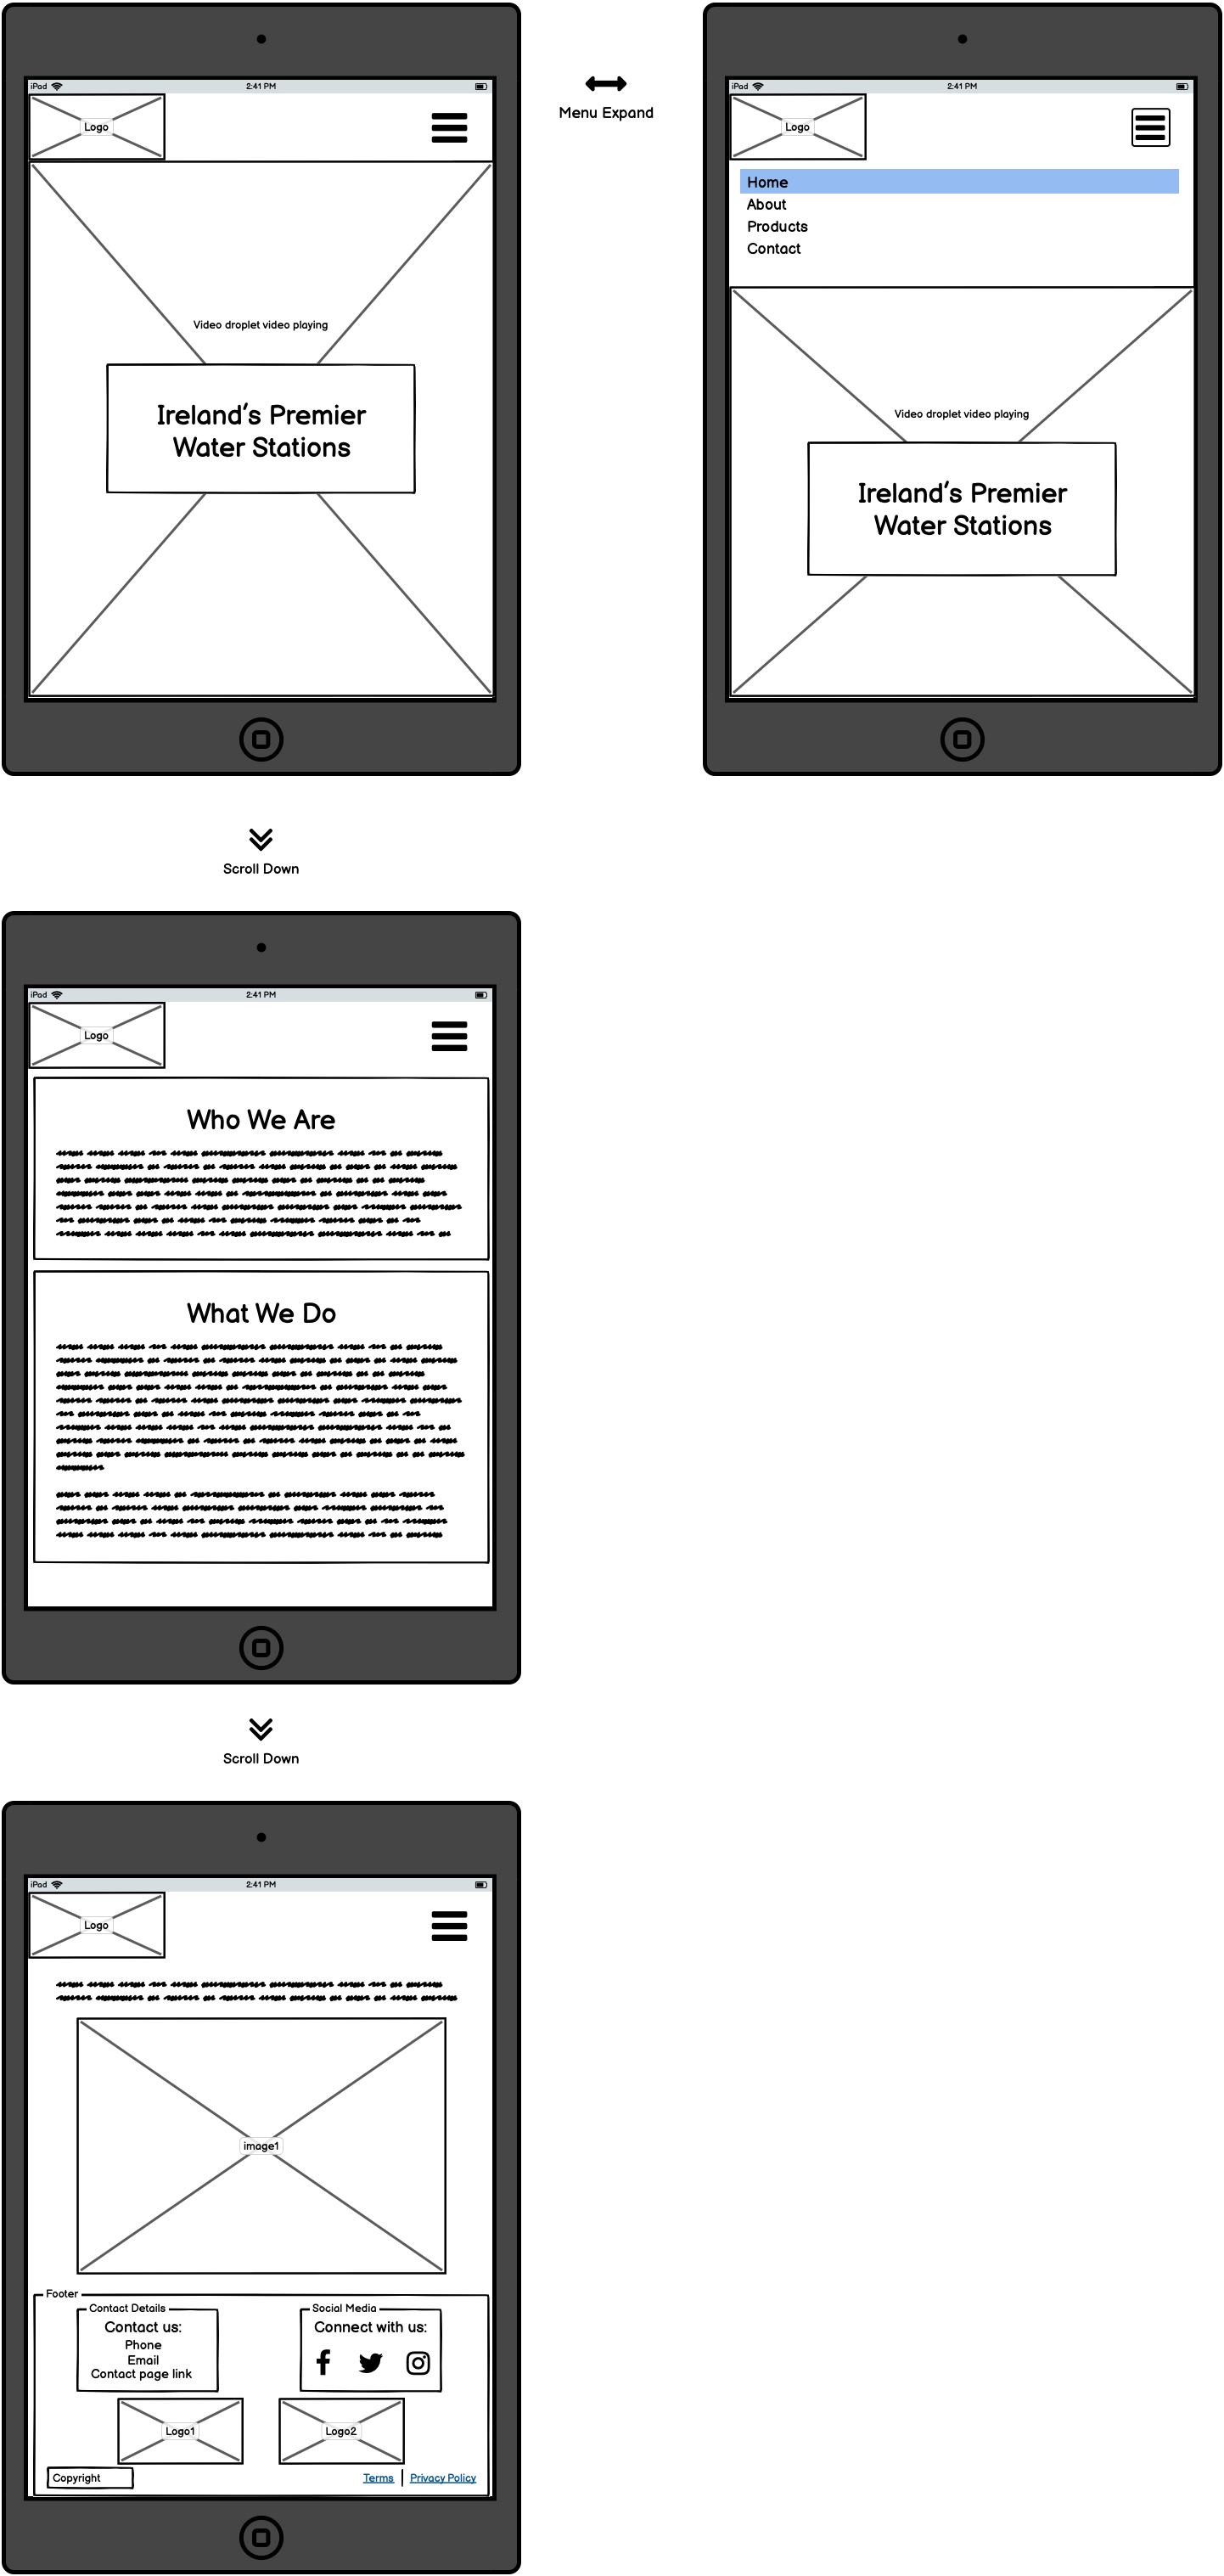 iPad
2:41 PM
Logo
Video droplet video playing
Ireland's Premier
Water Stations
Menu Expand
iPad
2:41 PM
Logo
Home
About
Products
Contact
Video droplet video playing
Ireland's Premier
Water Stations
Scroll Down
iPad
2:41 PM
Logo
Who We Are
What We Do
Scroll Down
iPad
2:41 PM
Logo
image1
Footer
Contact Details
Contact us:
Phone
Email
Contact page link
Social Media
Connect with us:
Logo1
Logo2
Copyright
Terms
Privacy Policy